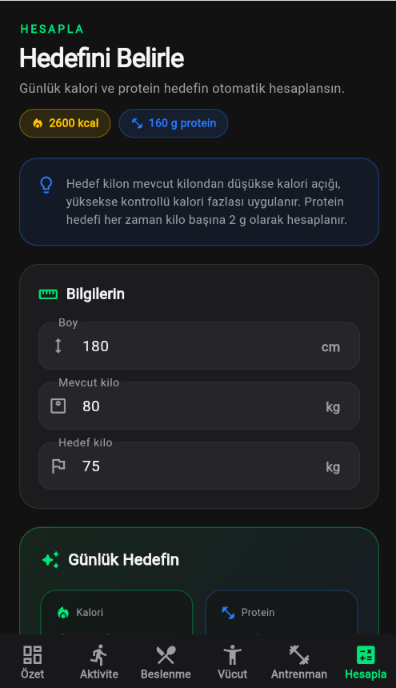 HESAPLA
Hedefini Belirle
Günlük kalori ve protein hedefin otomatik hesaplansın.
2600 kcal
160 g protein
Hedef kilon mevcut kilondan düşükse kalori açığı,
yüksekse kontrollü kalori fazlası uygulanır. Protein
hedefi her zaman kilo başına 2 g olarak hesaplanır.
Bilgilerin
Boy
180 cm
Mevcut kilo
80 kg
Hedef kilo
75 kg
Günlük Hedefin
Kalori
Protein
Özet
Aktivite
Beslenme
Vücut
Antrenman
Hesapla